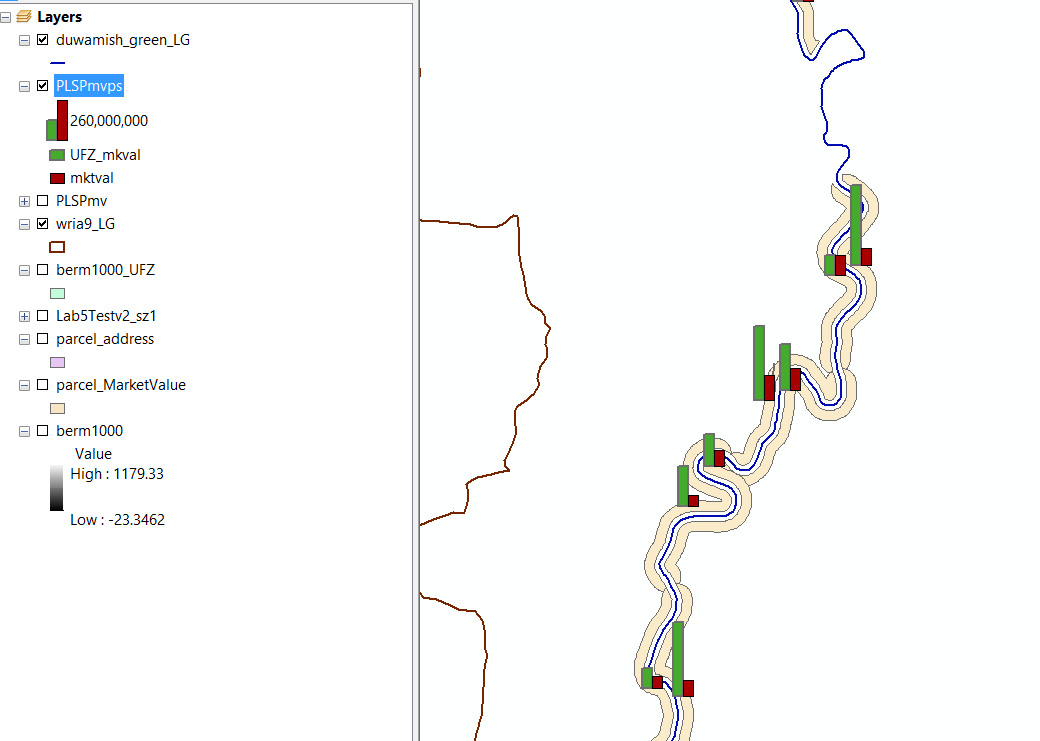 Layers
duwamish_green_LG
PLSPmvps
260,000,000
UFZ_mkval
mktval
PLSPmv
wria9_LG
berm1000_UFZ
Lab5Testv2_sz1
parcel_address
parcel_MarketValue
berm1000
Value
High : 1179.33
Low : -23.3462